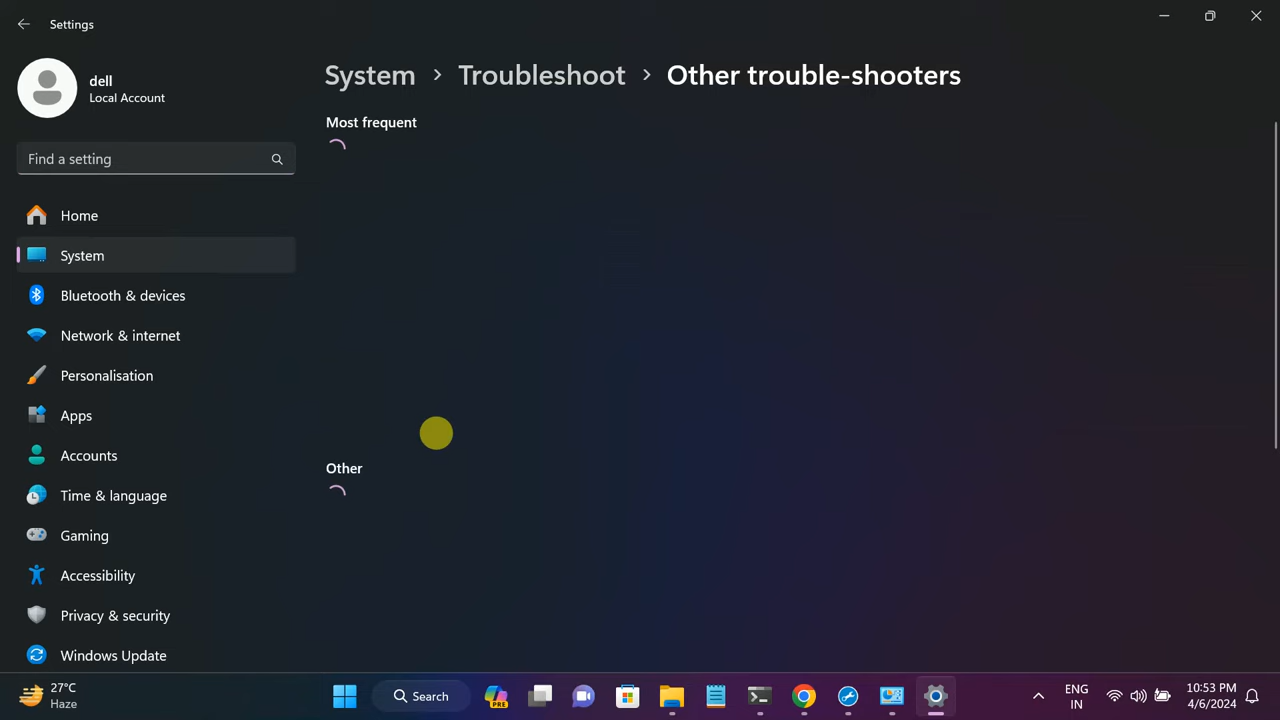 Settings
dell
Local Account
Find a setting
Home
System
Bluetooth & devices
Network & internet
Personalisation
Apps
Accounts
Time & language
Gaming
Accessibility
Privacy & security
Windows Update
System > Troubleshoot > Other trouble-shooters
Most frequent
Other
27°C
Haze
Search
PRE
ENG
IN
10:53 PM
4/6/2024